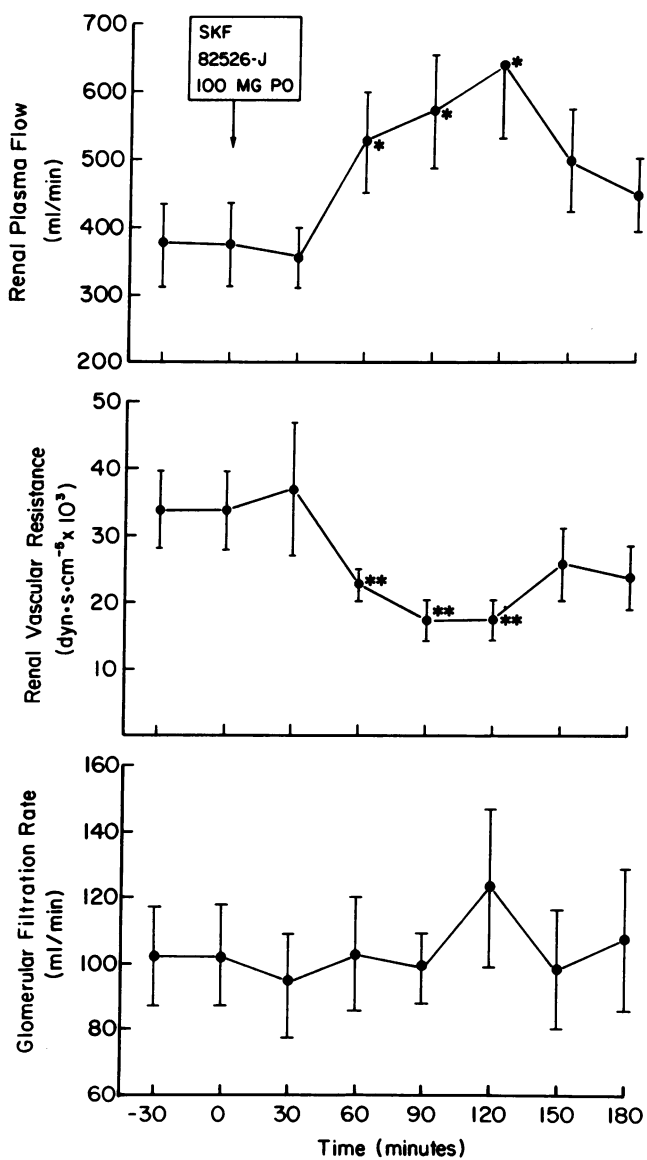 SKF
82526-J
100 MG PO
700
600
500
400
300
200
Renal Plasma Flow
(ml/min)
*
*
*
50
40
30
20
10
Renal Vascular Resistance
(dyn•s•cm⁻⁵x 10³)
**
**
**
160
140
120
100
80
60
Glomerular Filtration Rate
(ml/min)
-30 0 30 60 90 120 150 180
Time (minutes)